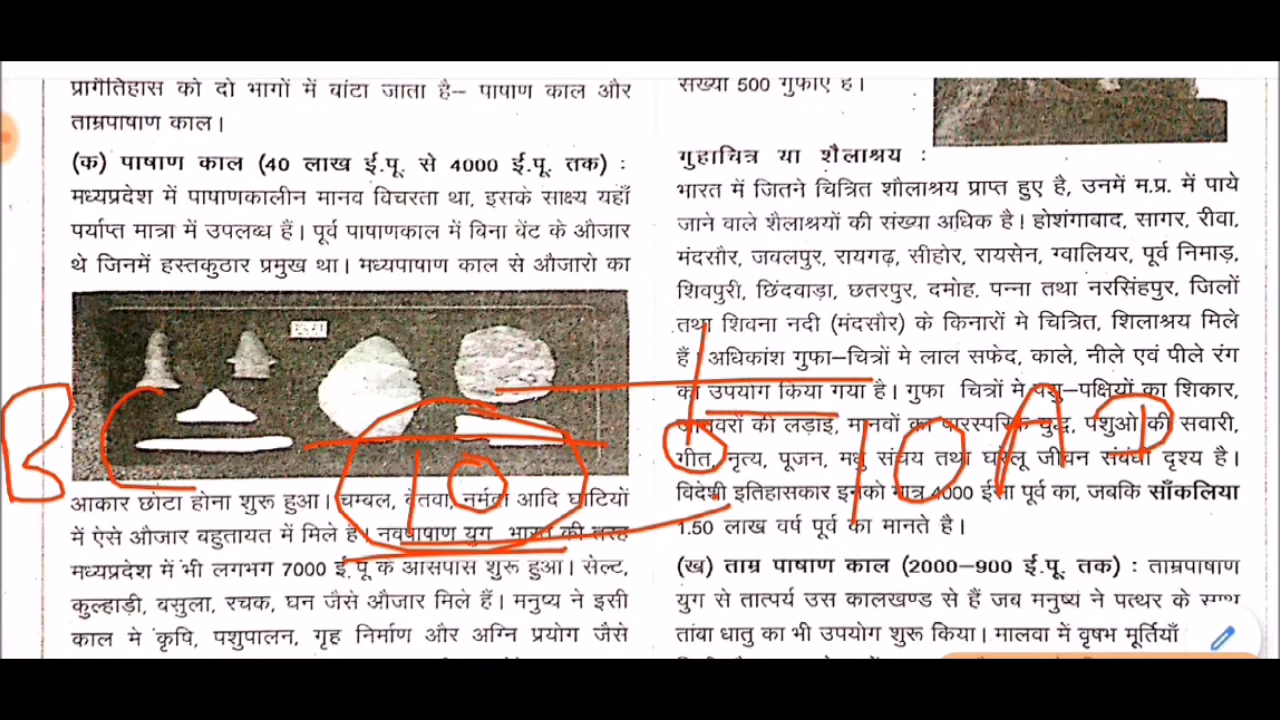 प्रागैतिहास को दो भागों में बांटा जाता है– पाषाण काल और
ताम्रपाषाण काल।
(क) पाषाण काल (40 लाख ई.पू. से 4000 ई.पू. तक) :
मध्यप्रदेश में पाषाणकालीन मानव विचरता था, इसके साक्ष्य यहाँ
पर्याप्त मात्रा में उपलब्ध हैं। पूर्व पाषाणकाल में बिना बेंट के औजार
थे जिनमें हस्तकुठार प्रमुख था। मध्यपाषाण काल से औजारो का
आकार छोटा होना शुरू हुआ। चम्बल, बेतवा, नर्मदा आदि घाटियों
में ऐसे औजार बहुतायत में मिले है। नवपाषाण युग भारत की तरह
मध्यप्रदेश में भी लगभग 7000 ई.पू. के आसपास शुरू हुआ। सेल्ट,
कुल्हाड़ी, बसुला, रचक, घन जैसे औजार मिले हैं। मनुष्य ने इसी
काल मे कृषि, पशुपालन, गृह निर्माण और अग्नि प्रयोग जैसे
संख्या 500 गुफाए है।
गुहाचित्र या शैलाश्रय :
भारत में जितने चित्रित शौलाश्रय प्राप्त हुए है, उनमें म.प्र. में पाये
जाने वाले शैलाश्रयों की संख्या अधिक है। होशंगाबाद, सागर, रीवा,
मंदसौर, जवलपुर, रायगढ़, सीहोर, रायसेन, ग्वालियर, पूर्व निमाड़,
शिवपुरी, छिंदवाड़ा, छतरपुर, दमोह, पन्ना तथा नरसिंहपुर, जिलों
तथा शिवना नदी (मंदसौर) के किनारों मे चित्रित, शिलाश्रय मिले
हैं। अधिकांश गुफा–चित्रों मे लाल सफेद, काले, नीले एवं पीले रंग
का उपयोग किया गया है। गुफा चित्रों मे पशु–पक्षियों का शिकार,
जानवरों की लड़ाई, मानवों का पारस्परिक युद्ध, पशुओ की सवारी,
गीत, नृत्य, पूजन, मधु संचय तथा घरेलू जीवन संबंधी दृश्य है।
विदेशी इतिहासकार इनको मात्र 4000 ईसा पूर्व का, जबकि साँकलिया
1.50 लाख वर्ष पूर्व का मानते है।
(ख) ताम्र पाषाण काल (2000–900 ई.पू. तक) : ताम्रपाषाण
युग से तात्पर्य उस कालखण्ड से हैं जब मनुष्य ने पत्थर के साथ
तांबा धातु का भी उपयोग शुरू किया। मालवा में वृषभ मूर्तियाँ
BC 10 0 10 AD